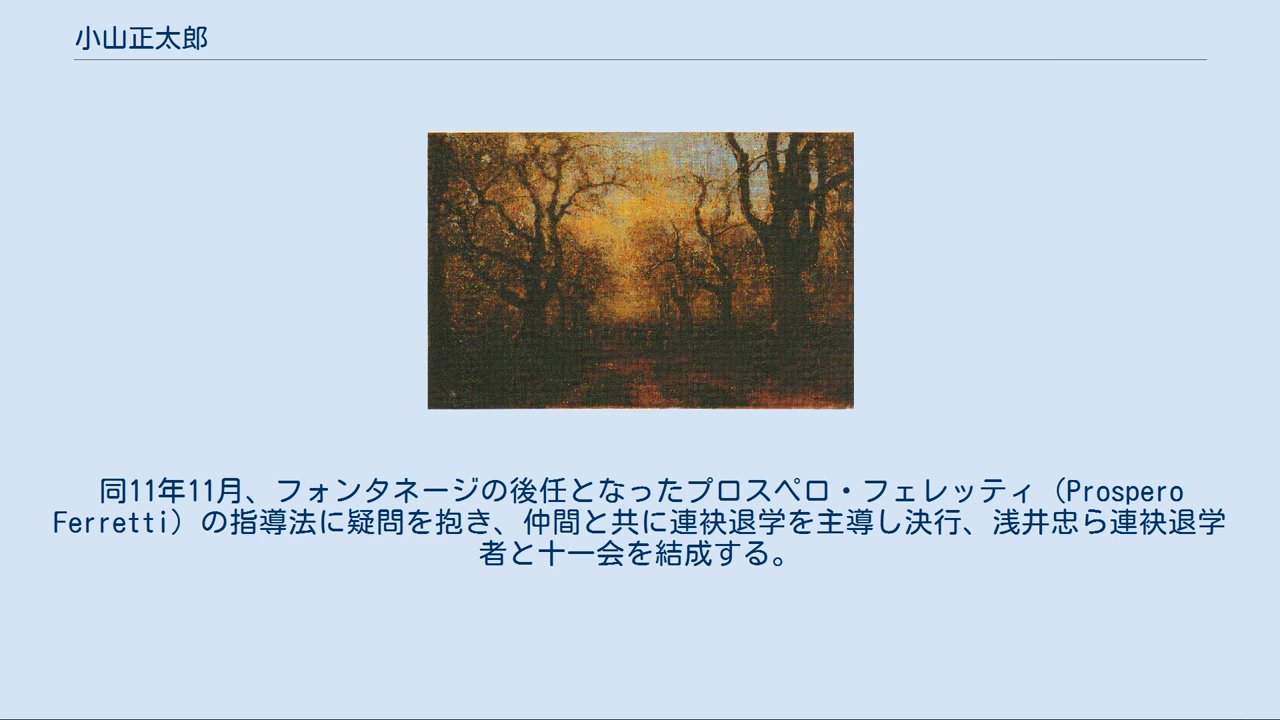 小山正太郎
同11年11月、フォンタネージの後任となったプロスペロ・フェレッティ（Prospero
Ferretti）の指導法に疑問を抱き、仲間と共に連袂退学を主導し決行、浅井忠ら連袂退学
者と十一会を結成する。